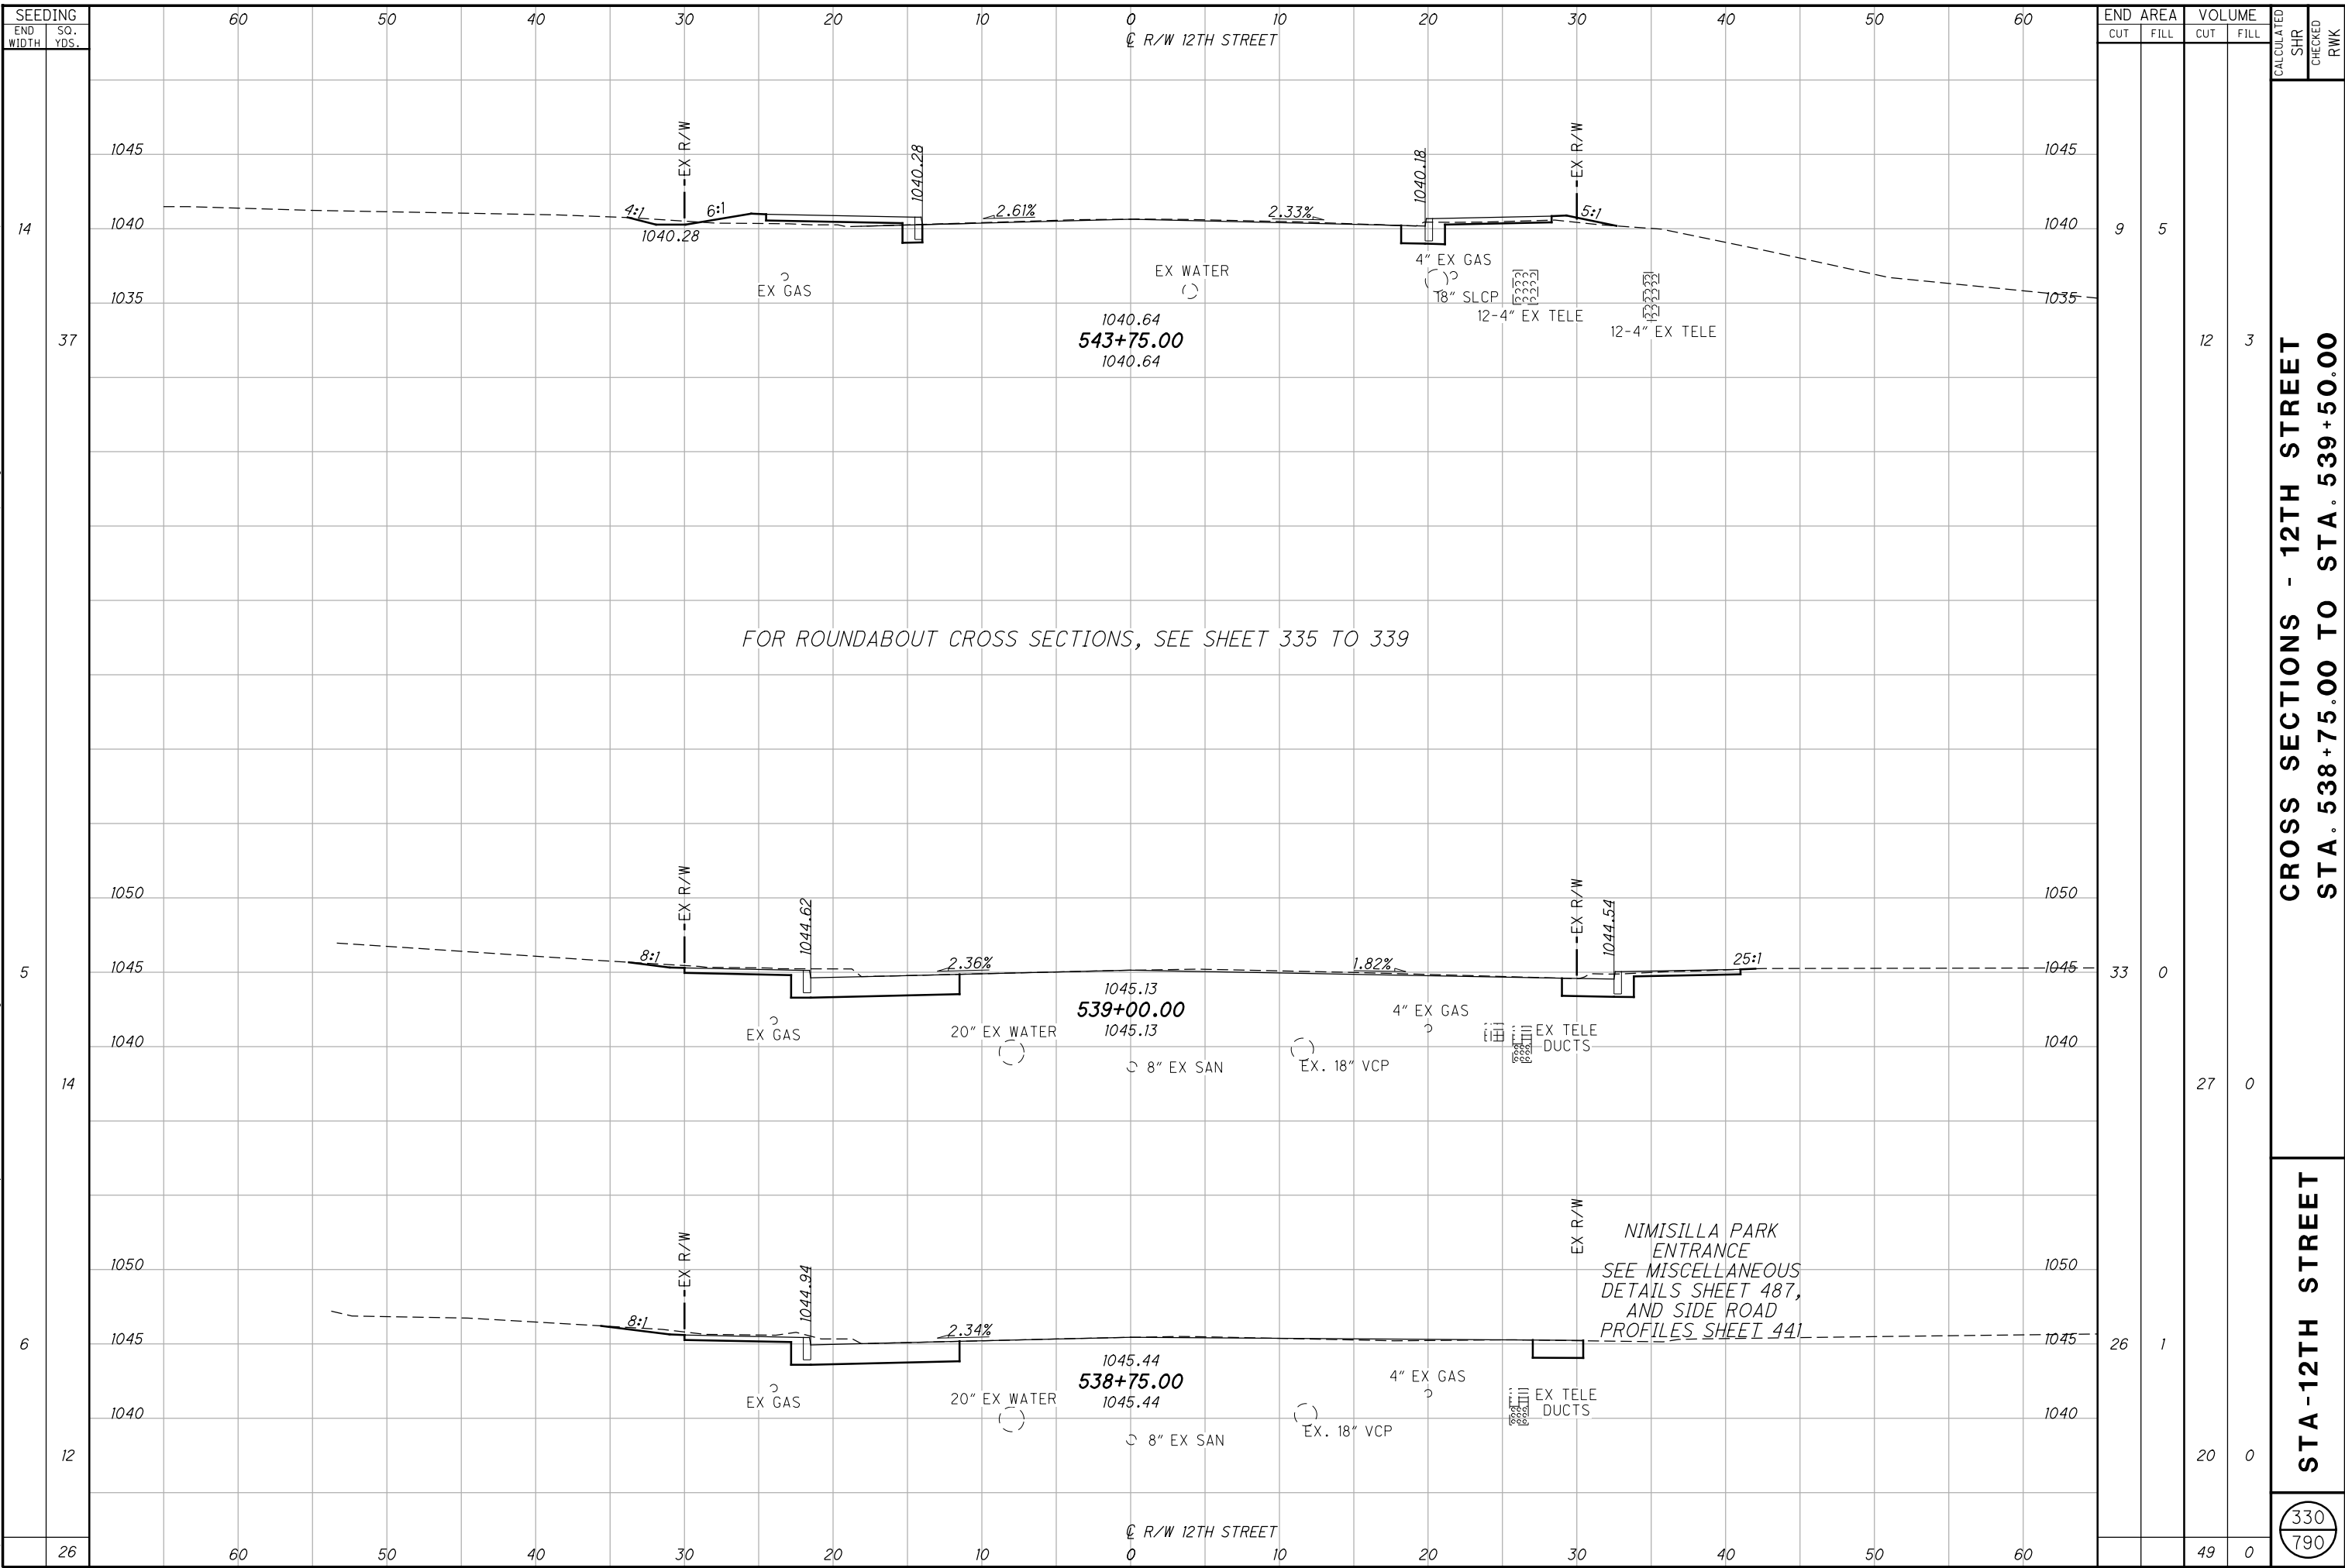 SEEDING
END WIDTH
SQ. YDS.
60 50 40 30 20 10 0 10 20 30 40 50 60
℄ R/W 12TH STREET
END AREA VOLUME
CUT FILL CUT FILL
CALCULATED
SHR
CHECKED
RWK
EX R/W
1040.28
1040.18
EX R/W
1045 1045
4:1 6:1 2.61% 2.33% 5:1
14 1040 1040 9 5
1040.28
EX GAS
EX WATER
4" EX GAS
18" SLCP
12-4" EX TELE
12-4" EX TELE
1035 1035
1040.64
37 543+75.00 12 3
1040.64
FOR ROUNDABOUT CROSS SECTIONS, SEE SHEET 335 TO 339
EX R/W
1044.62
EX R/W
1044.54
1050 1050
8:1 2.36% 1.82% 25:1
5 1045 1045 33 0
1045.13
539+00.00
1045.13
EX GAS
20" EX WATER
8" EX SAN
EX. 18" VCP
4" EX GAS
EX TELE
DUCTS
1040 1040
14 27 0
EX R/W
1044.94
EX R/W
NIMISILLA PARK
ENTRANCE
SEE MISCELLANEOUS
DETAILS SHEET 487,
AND SIDE ROAD
PROFILES SHEET 441
1050 1050
8:1 2.34%
6 1045 1045 26 1
1045.44
538+75.00
1045.44
EX GAS
20" EX WATER
8" EX SAN
EX. 18" VCP
4" EX GAS
EX TELE
DUCTS
1040 1040
12 20 0
℄ R/W 12TH STREET
26 60 50 40 30 20 10 0 10 20 30 40 50 60 49 0
CROSS SECTIONS - 12TH STREET
STA. 538+75.00 TO STA. 539+50.00
STA-12TH STREET
330
790